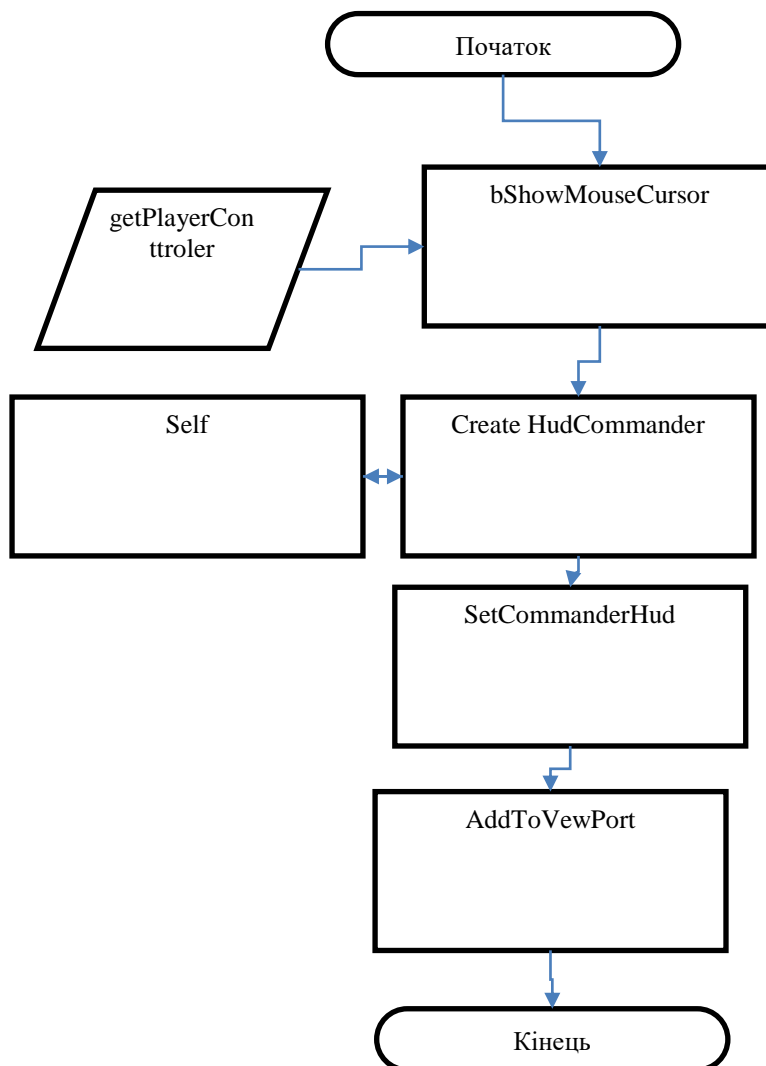 Початок
bShowMouseCursor
getPlayerCon
ttroler
Self
Create HudCommander
SetCommanderHud
AddToVewPort
Кінець